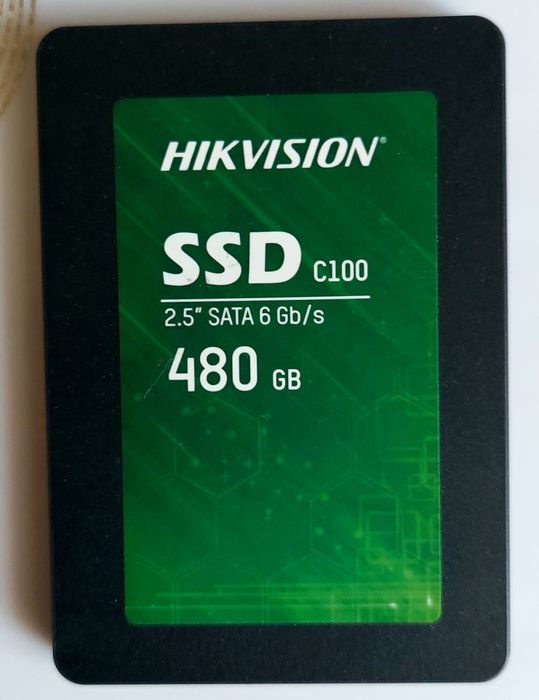 HIKVISION®
SSD C100
2.5" SATA 6 Gb/s
480 GB